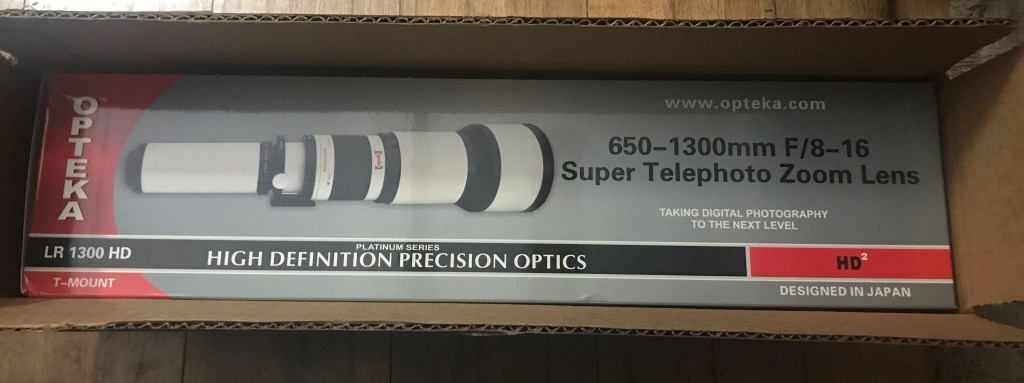 OPTEKA
www.opteka.com
650-1300mm F/8-16
Super Telephoto Zoom Lens
TAKING DIGITAL PHOTOGRAPHY
TO THE NEXT LEVEL
LR 1300 HD
PLATINUM SERIES
HIGH DEFINITION PRECISION OPTICS
HD²
T-MOUNT
DESIGNED IN JAPAN